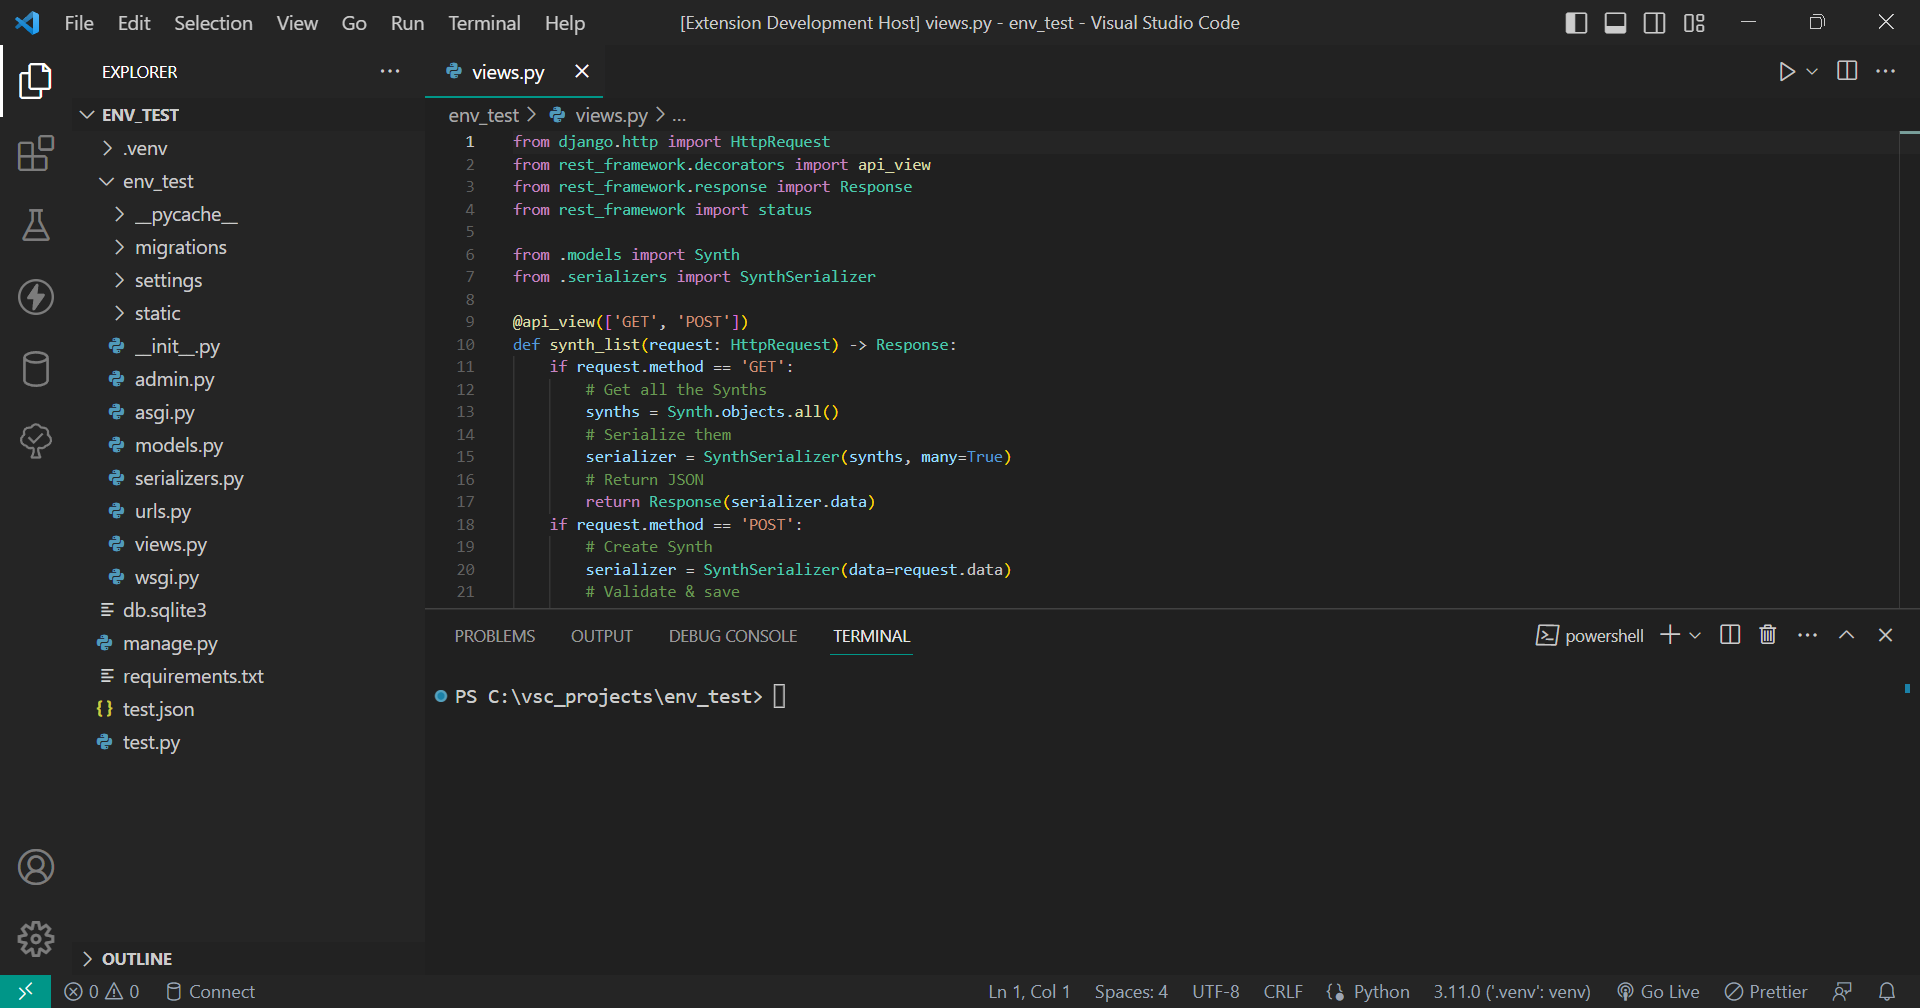 File Edit Selection View Go Run Terminal Help [Extension Development Host] views.py - env_test - Visual Studio Code
EXPLORER
ENV_TEST
.venv
env_test
__pycache__
migrations
settings
static
__init__.py
admin.py
asgi.py
models.py
serializers.py
urls.py
views.py
wsgi.py
db.sqlite3
manage.py
requirements.txt
test.json
test.py
OUTLINE
views.py
env_test > views.py > ...
1 from django.http import HttpRequest
2 from rest_framework.decorators import api_view
3 from rest_framework.response import Response
4 from rest_framework import status
5
6 from .models import Synth
7 from .serializers import SynthSerializer
8
9 @api_view(['GET', 'POST'])
10 def synth_list(request: HttpRequest) -> Response:
11     if request.method == 'GET':
12         # Get all the Synths
13         synths = Synth.objects.all()
14         # Serialize them
15         serializer = SynthSerializer(synths, many=True)
16         # Return JSON
17         return Response(serializer.data)
18     if request.method == 'POST':
19         # Create Synth
20         serializer = SynthSerializer(data=request.data)
21         # Validate & save
PROBLEMS OUTPUT DEBUG CONSOLE TERMINAL powershell
PS C:\vsc_projects\env_test>
0 0 Connect Ln 1, Col 1 Spaces: 4 UTF-8 CRLF Python 3.11.0 ('.venv': venv) Go Live Prettier